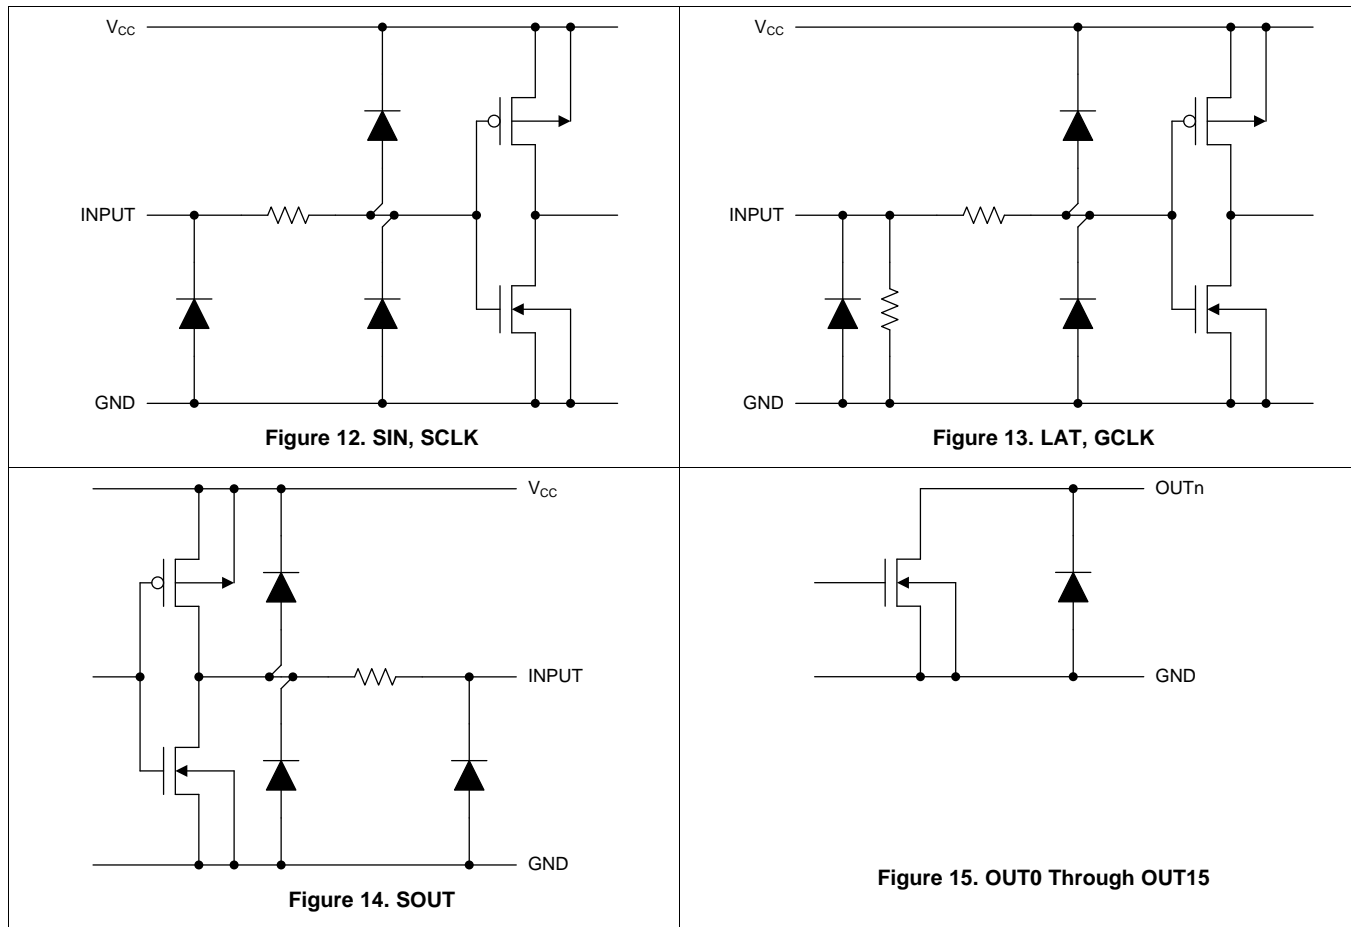 VCC
INPUT
GND
Figure 12. SIN, SCLK
VCC
INPUT
GND
Figure 13. LAT, GCLK
VCC
INPUT
GND
Figure 14. SOUT
OUTn
GND
Figure 15. OUT0 Through OUT15